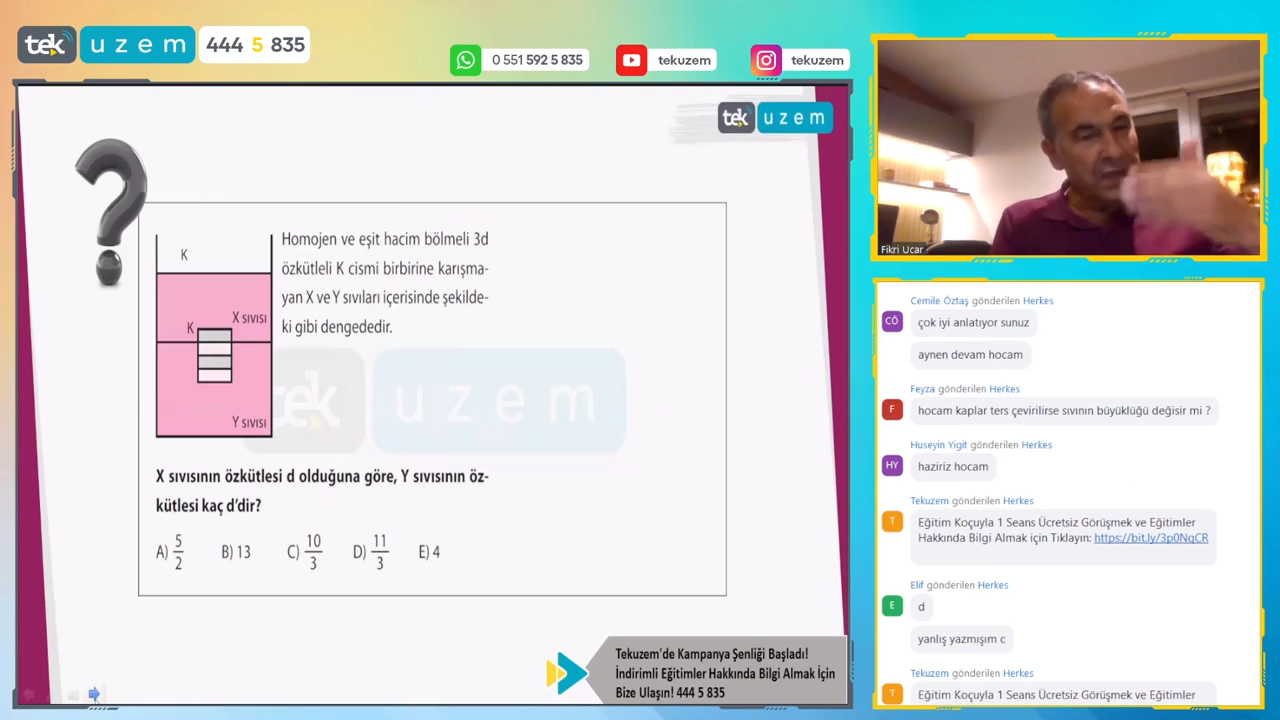 tek uzem 444 5 835
0 551 592 5 835
tekuzem
tekuzem
tek uzem
K
X SIVISI
K
Y SIVISI
Homojen ve eşit hacim bölmeli 3d
özkütleli K cismi birbirine karışma-
yan X ve Y sıvıları içerisinde şekilde-
ki gibi dengededir.
tek uzem
X sıvısının özkütlesi d olduğuna göre, Y sıvısının öz-
kütlesi kaç d'dir?
A) 5/2 B) 13 C) 10/3 D) 11/3 E) 4
Tekuzem'de Kampanya Şenliği Başladı!
İndirimli Eğitimler Hakkında Bilgi Almak İçin
Bize Ulaşın! 444 5 835
Fikri Ucar
Cemile Öztaş gönderilen Herkes
CÖ
çok iyi anlatıyor sunuz
aynen devam hocam
Feyza gönderilen Herkes
F
hocam kaplar ters çevirilirse sıvının büyüklüğü değisir mi ?
Huseyin Yigit gönderilen Herkes
HY
haziriz hocam
Tekuzem gönderilen Herkes
T
Eğitim Koçuyla 1 Seans Ücretsiz Görüşmek ve Eğitimler
Hakkında Bilgi Almak için Tıklayın: https://bit.ly/3p0NqCR
Elif gönderilen Herkes
E
d
yanlış yazmışım c
Tekuzem gönderilen Herkes
T
Eğitim Koçuyla 1 Seans Ücretsiz Görüşmek ve Eğitimler